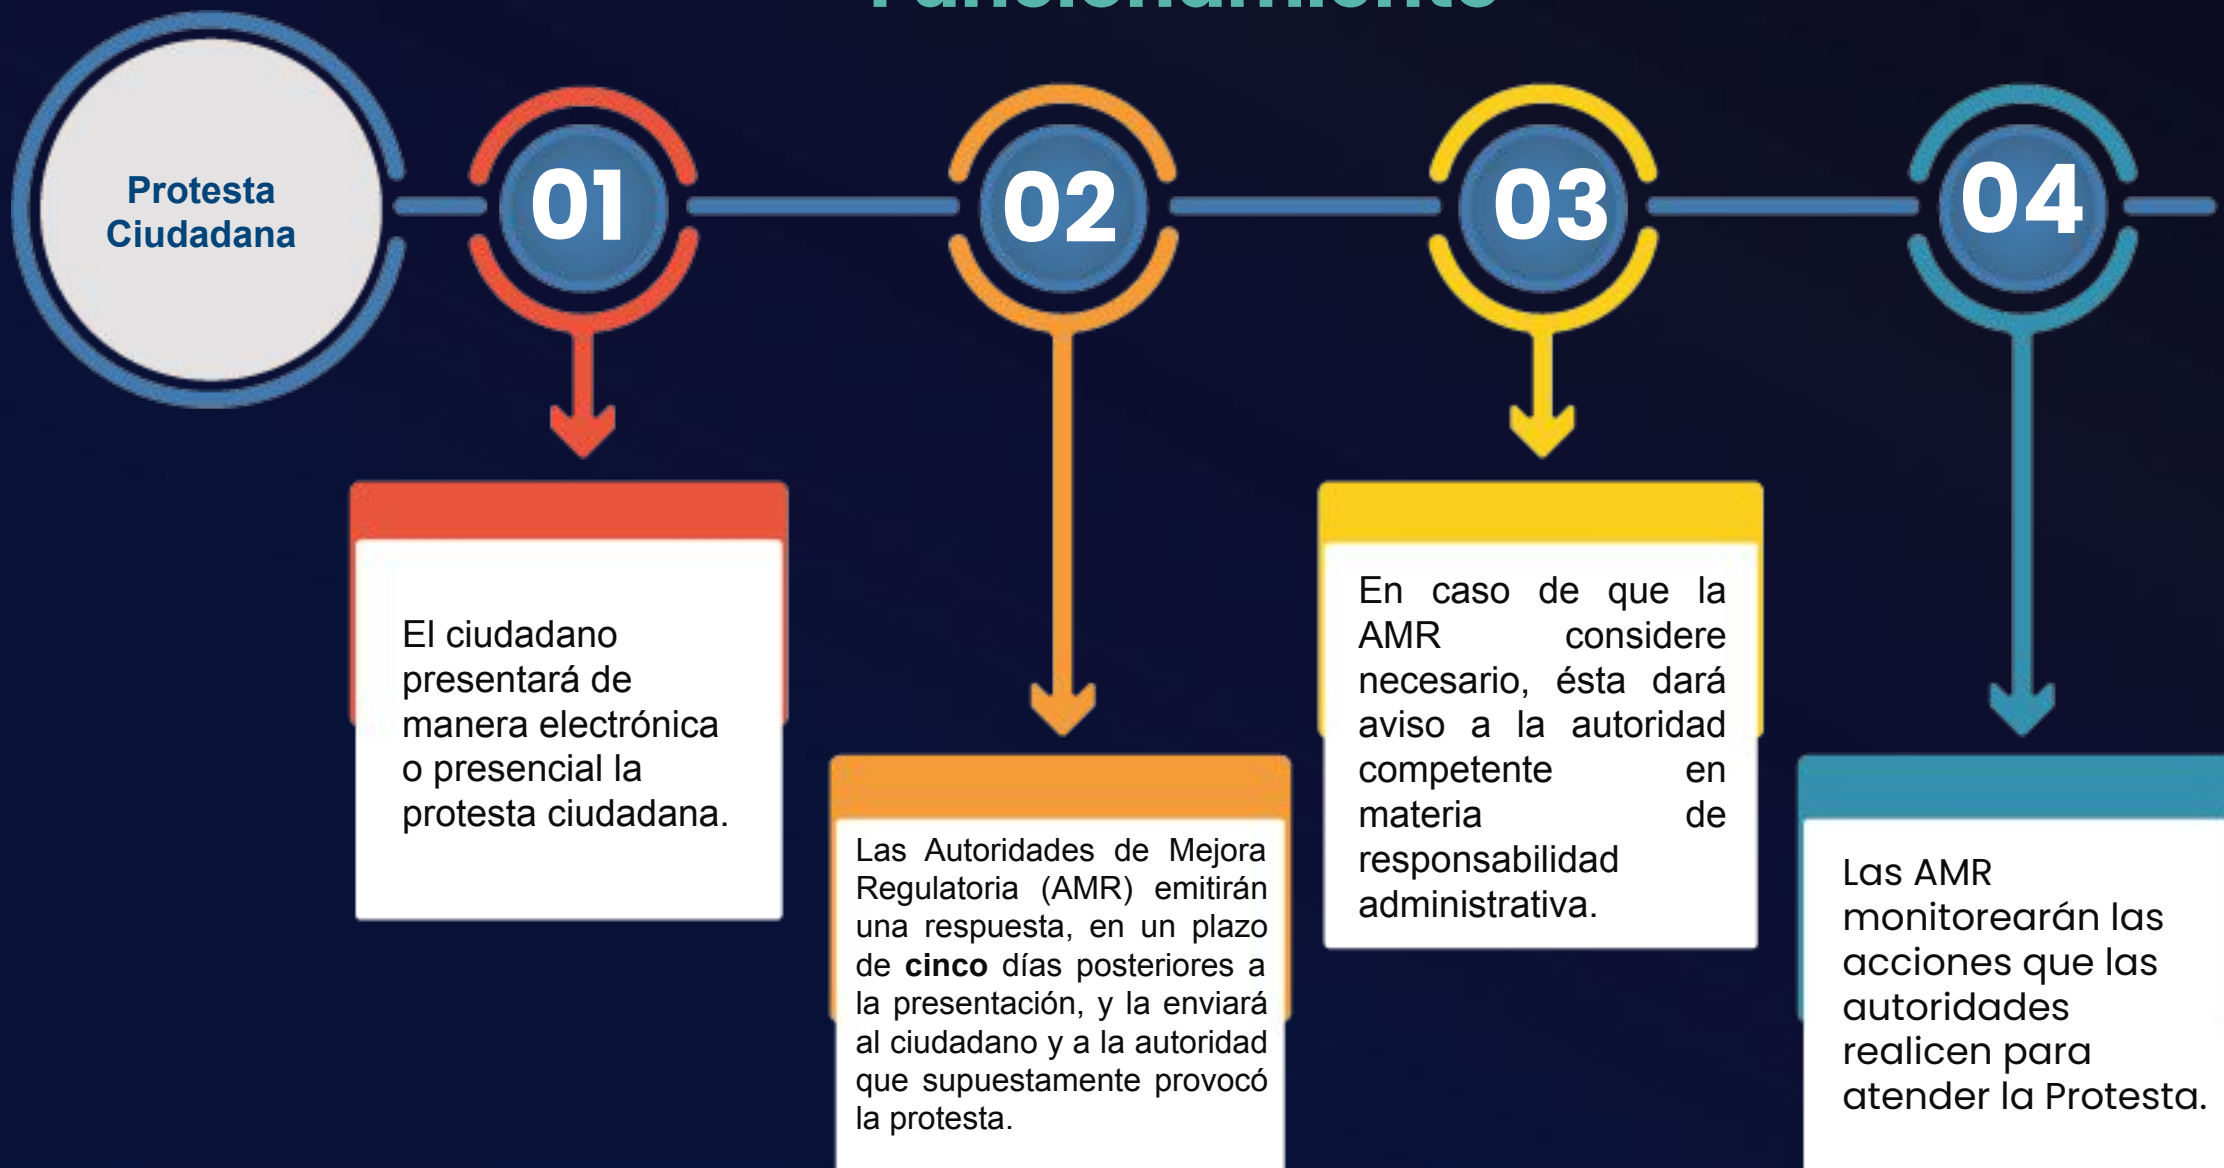 Funcionamiento
Protesta
Ciudadana
01
02
03
04
El ciudadano
presentará de
manera electrónica
o presencial la
protesta ciudadana.
Las Autoridades de Mejora
Regulatoria (AMR) emitirán
una respuesta, en un plazo
de cinco días posteriores a
la presentación, y la enviará
al ciudadano y a la autoridad
que supuestamente provocó
la protesta.
En caso de que la
AMR considere
necesario, ésta dará
aviso a la autoridad
competente en
materia de
responsabilidad
administrativa.
Las AMR
monitorearán las
acciones que las
autoridades
realicen para
atender la Protesta.